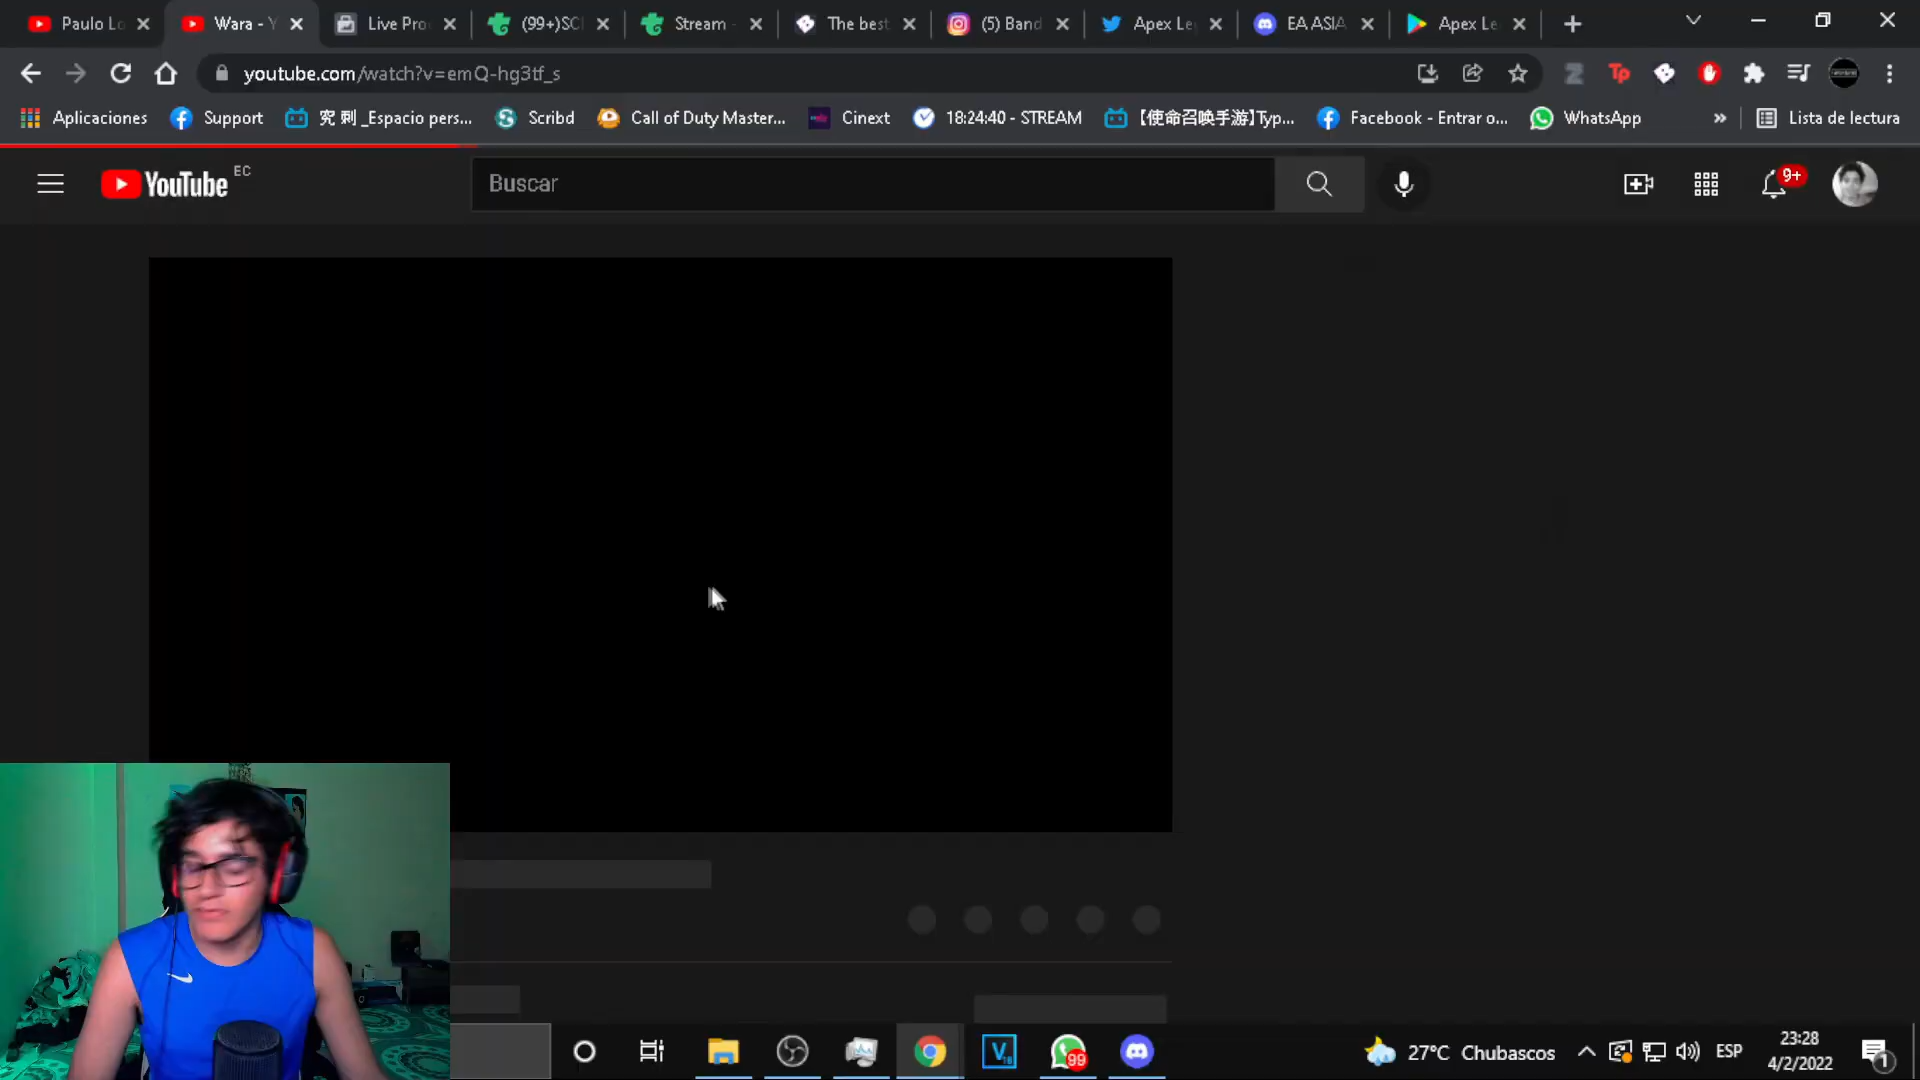 Paulo Lo
Wara - Y
Live Pro
(99+)SC
Stream -
The best
(5) Band
Apex Le
EA ASIA
Apex Le
youtube.com/watch?v=emQ-hg3tf_s
Tp
Aplicaciones
Support
究 刺 _Espacio pers...
Scribd
Call of Duty Master...
Cinext
18:24:40 - STREAM
【使命召唤手游】Typ...
Facebook - Entrar o...
WhatsApp
»
Lista de lectura
YouTube EC
Buscar
9+
99
27°C Chubascos
ESP
23:28
4/2/2022
1